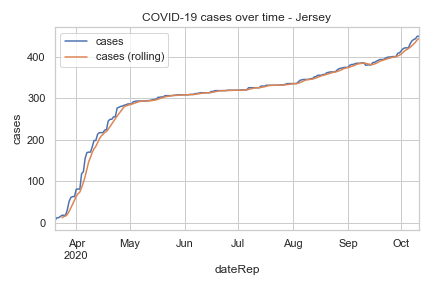 COVID-19 cases over time - Jersey
cases
cases (rolling)
400
300
200
100
0
cases
Apr
2020
May
Jun
Jul
Aug
Sep
Oct
dateRep